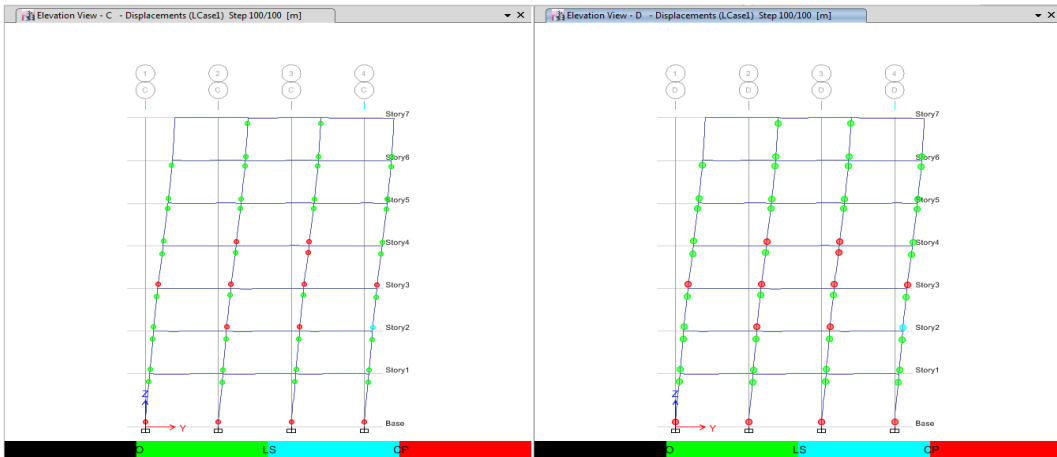 Elevation View - C - Displacements (LCase1) Step 100/100 [m]
1 2 3 4
C C C C
Story7
Story6
Story5
Story4
Story3
Story2
Story1
Z
Y
Base
O LS CP
Elevation View - D - Displacements (LCase1) Step 100/100 [m]
1 2 3 4
D D D D
Story7
Story6
Story5
Story4
Story3
Story2
Story1
Z
Y
Base
O LS CP